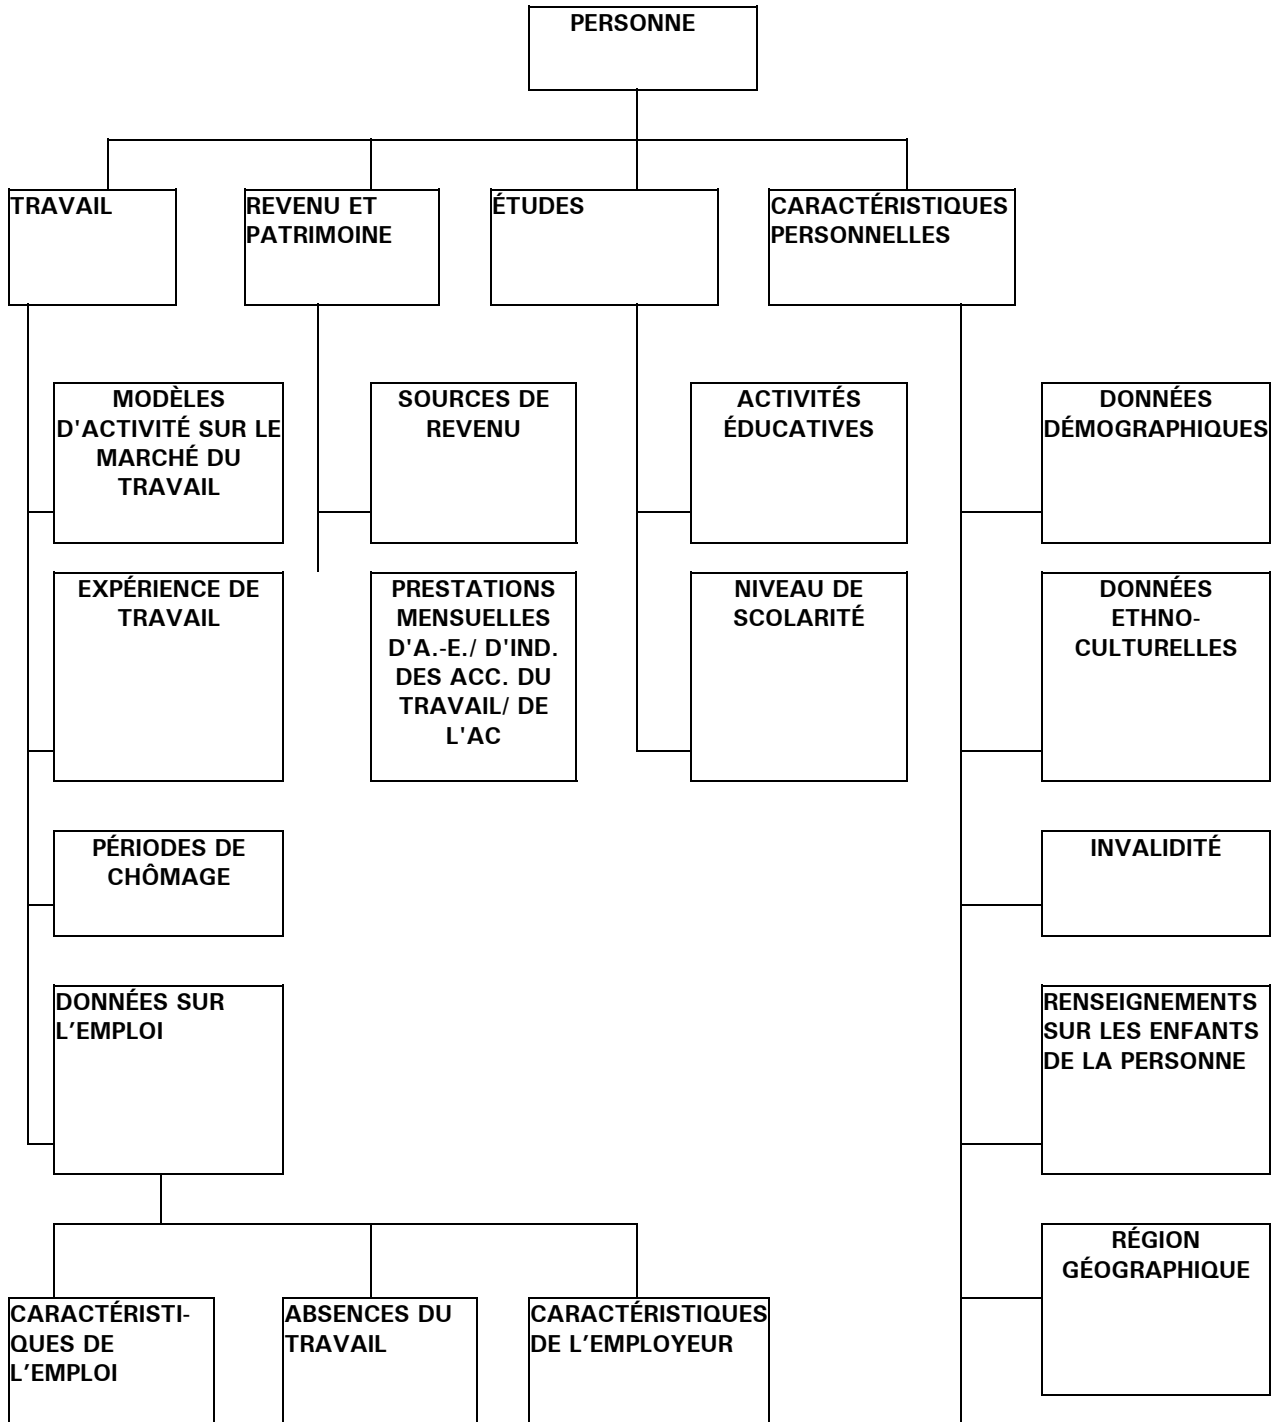 PERSONNE
TRAVAIL
REVENU ET
PATRIMOINE
ÉTUDES
CARACTÉRISTIQUES
PERSONNELLES
MODÈLES
D'ACTIVITÉ SUR LE
MARCHÉ DU
TRAVAIL
SOURCES DE
REVENU
ACTIVITÉS
ÉDUCATIVES
DONNÉES
DÉMOGRAPHIQUES
EXPÉRIENCE DE
TRAVAIL
PRESTATIONS
MENSUELLES
D'A.-E./ D'IND.
DES ACC. DU
TRAVAIL/ DE
L'AC
NIVEAU DE
SCOLARITÉ
DONNÉES
ETHNO-
CULTURELLES
PÉRIODES DE
CHÔMAGE
INVALIDITÉ
DONNÉES SUR
L’EMPLOI
RENSEIGNEMENTS
SUR LES ENFANTS
DE LA PERSONNE
RÉGION
GÉOGRAPHIQUE
CARACTÉRISTI-
QUES DE
L’EMPLOI
ABSENCES DU
TRAVAIL
CARACTÉRISTIQUES
DE L’EMPLOYEUR